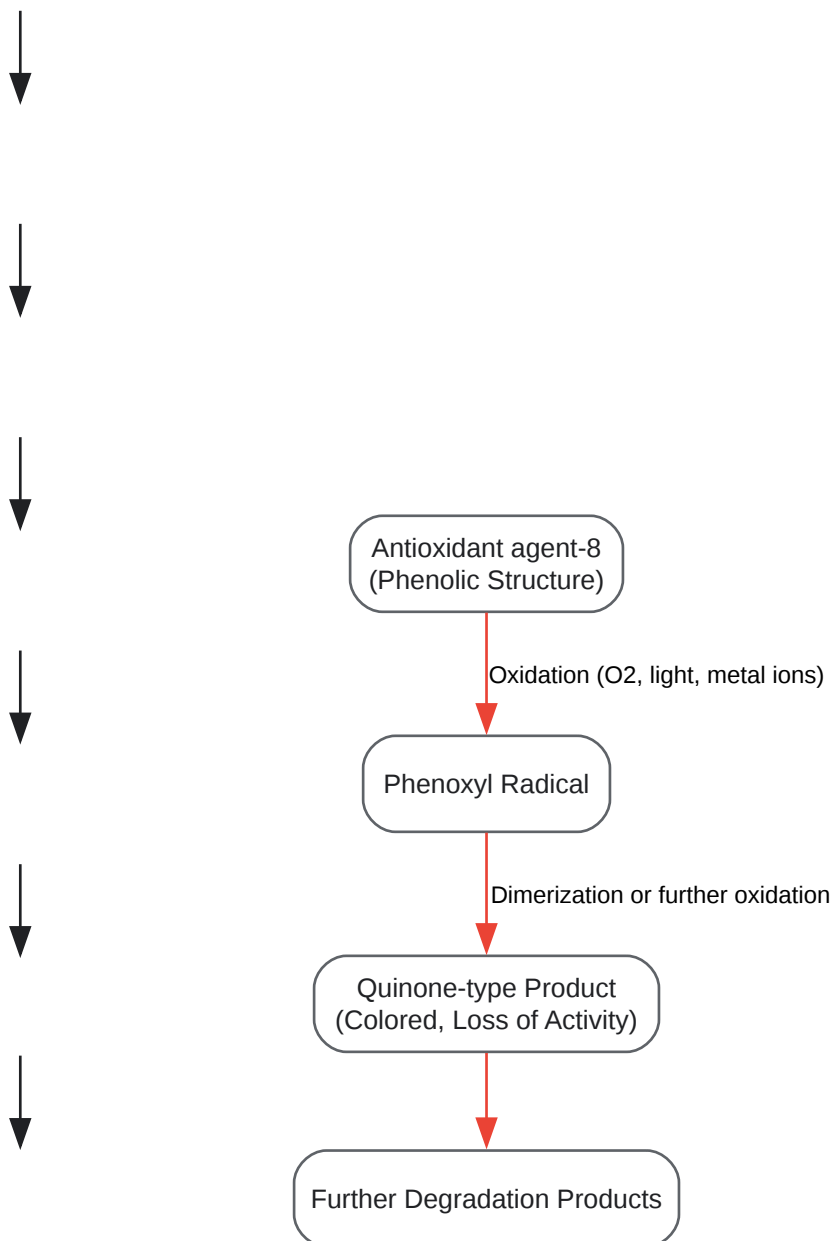 Antioxidant agent-8
(Phenolic Structure)
Oxidation (O2, light, metal ions)
Phenoxyl Radical
Dimerization or further oxidation
Quinone-type Product
(Colored, Loss of Activity)
Further Degradation Products